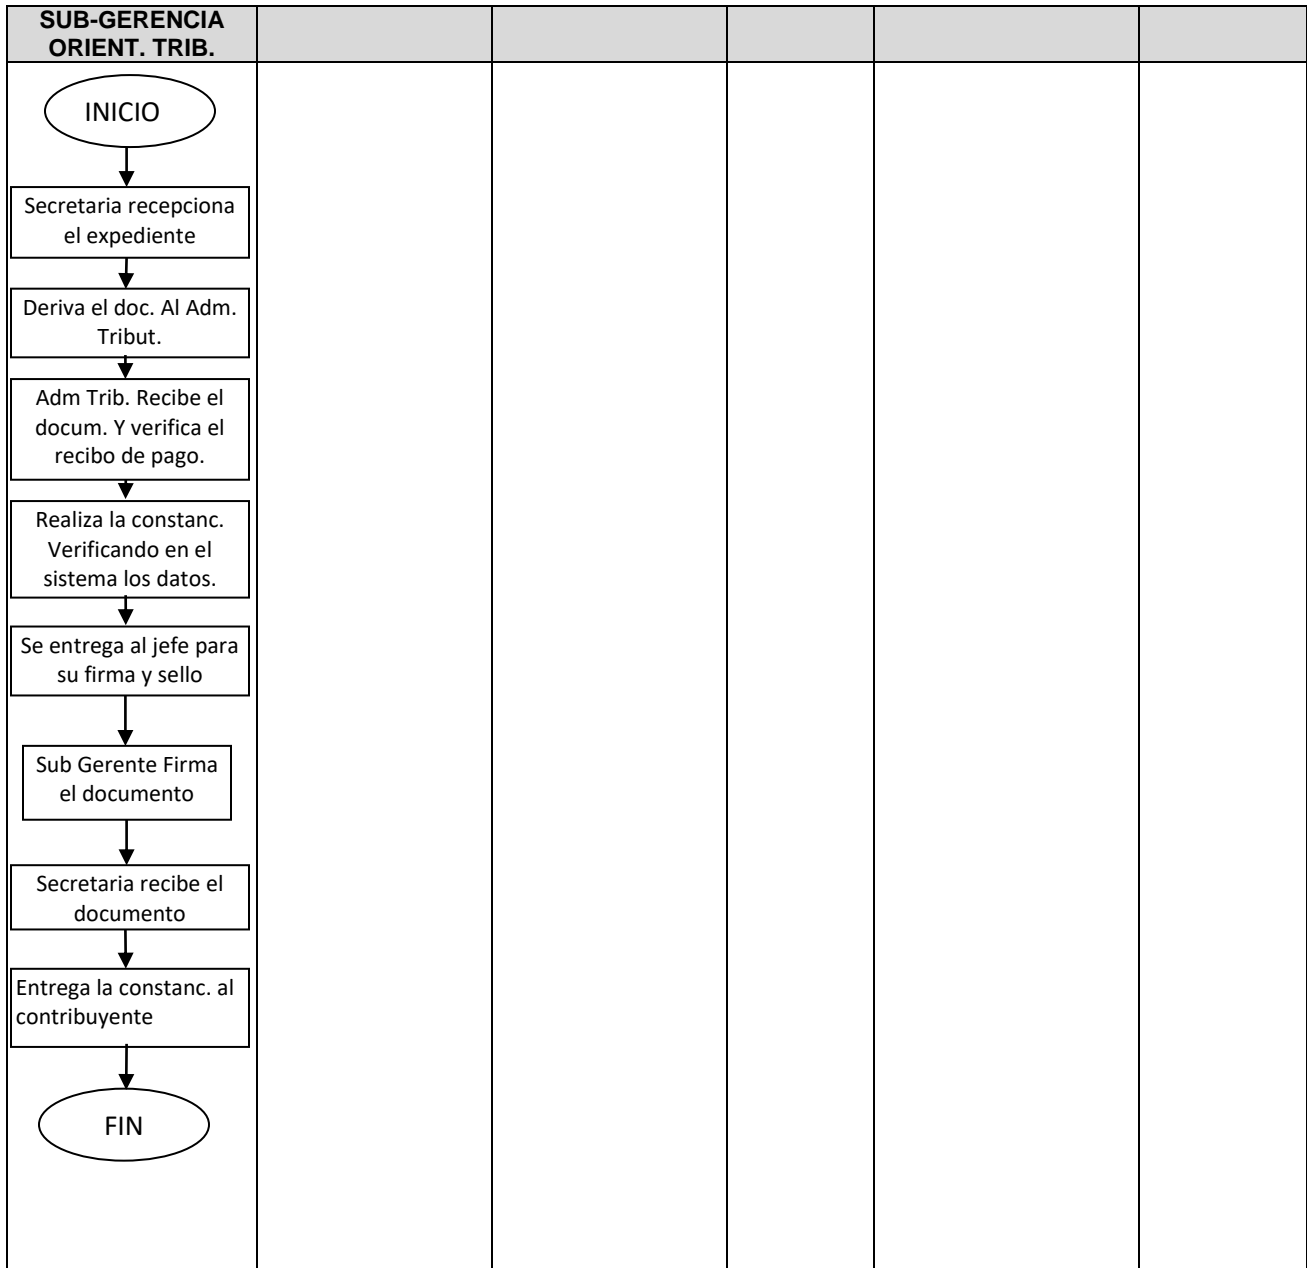 SUB-GERENCIA
ORIENT. TRIB.
INICIO
Secretaria recepciona
el expediente
Deriva el doc. Al Adm.
Tribut.
Adm Trib. Recibe el
docum. Y verifica el
recibo de pago.
Realiza la constanc.
Verificando en el
sistema los datos.
Se entrega al jefe para
su firma y sello
Sub Gerente Firma
el documento
Secretaria recibe el
documento
Entrega la constanc. al
contribuyente
FIN